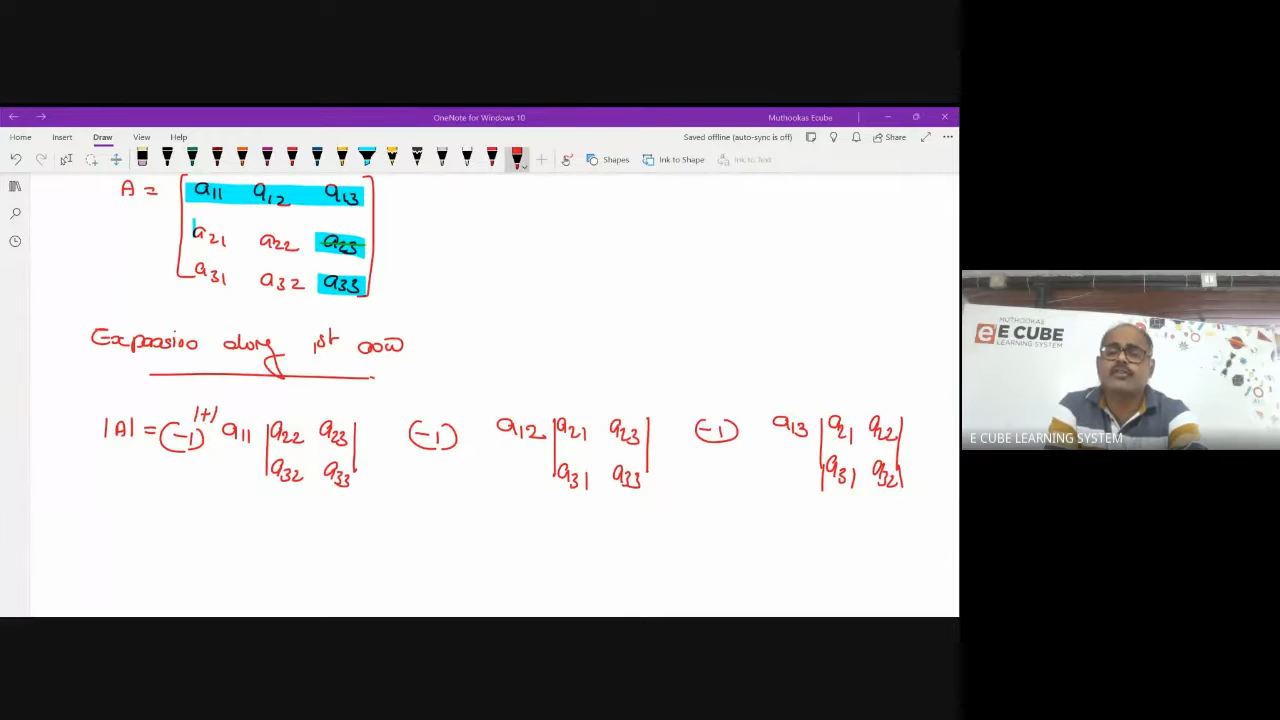 OneNote for Windows 10
Muthookas Ecube
Home Insert Draw View Help
Saved offline (auto-sync is off)
Share
Shapes
Ink to Shape
Ink to Text
A = [ a11 a12 a13
a21 a22 a23
a31 a32 a33 ]
Expansion along 1st row
|A| = (-1)^1+1 a11 |a22 a23| (-1) a12 |a21 a23| (-1) a13 |a21 a22|
|a32 a33| |a31 a33| |a31 a32|
MUTHOOKAS
e E CUBE
LEARNING SYSTEM
E CUBE LEARNING SYSTEM